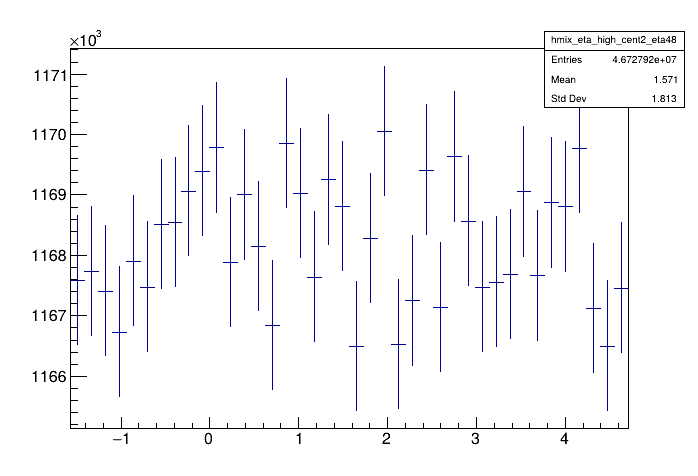 ×10³
hmix_eta_high_cent2_eta48
Entries 4.672792e+07
Mean 1.571
Std Dev 1.813
1171
1170
1169
1168
1167
1166
−1 0 1 2 3 4